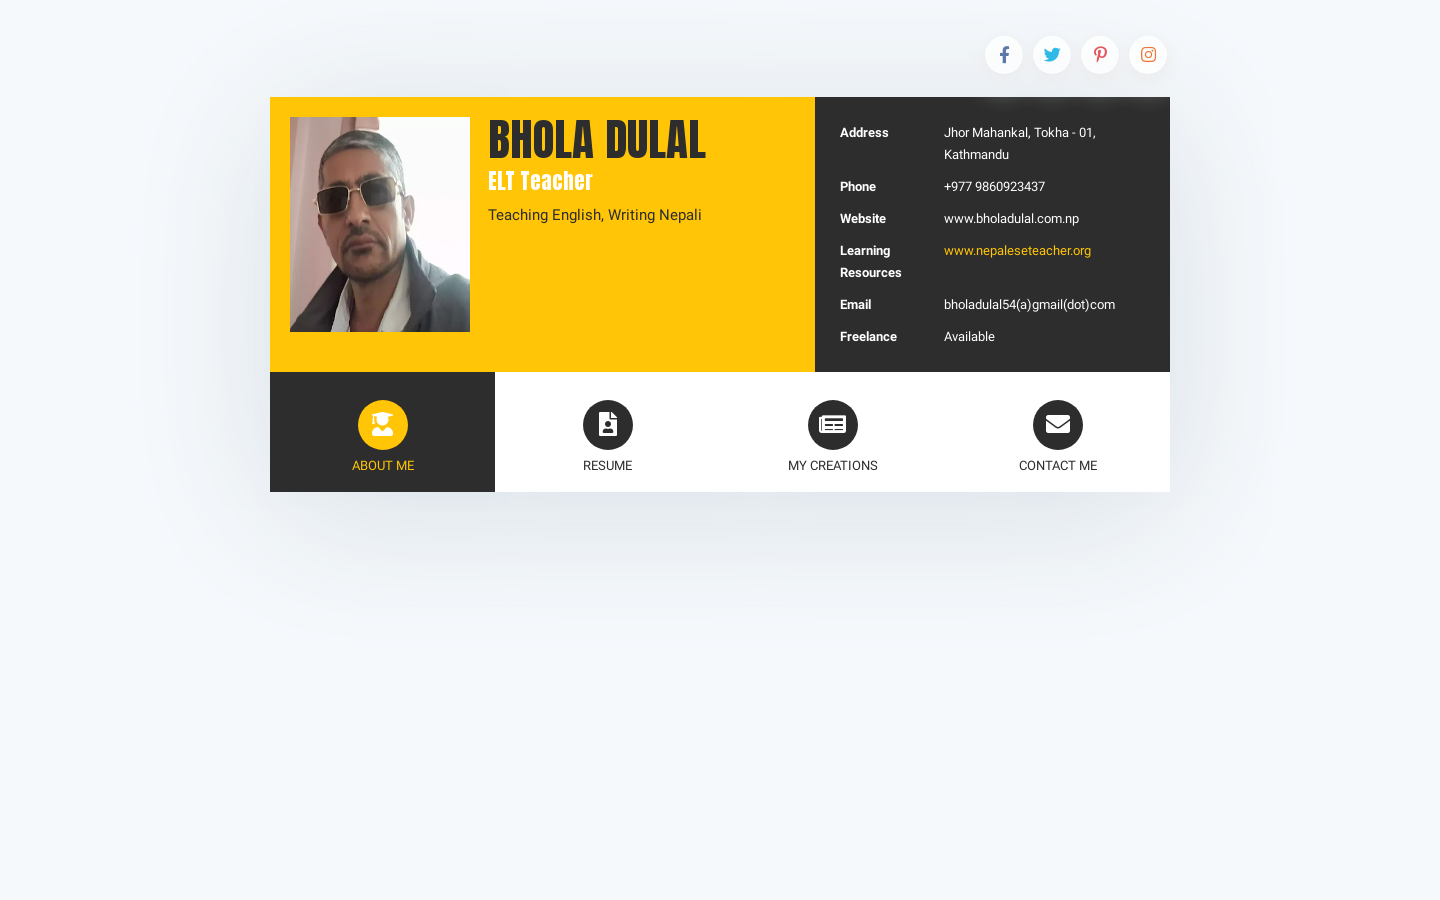 BHOLA DULAL
ELT Teacher
Teaching English, Writing Nepali
Address Jhor Mahankal, Tokha - 01,
Kathmandu
Phone +977 9860923437
Website www.bholadulal.com.np
Learning www.nepaleseteacher.org
Resources
Email bholadulal54(a)gmail(dot)com
Freelance Available
ABOUT ME
RESUME
MY CREATIONS
CONTACT ME